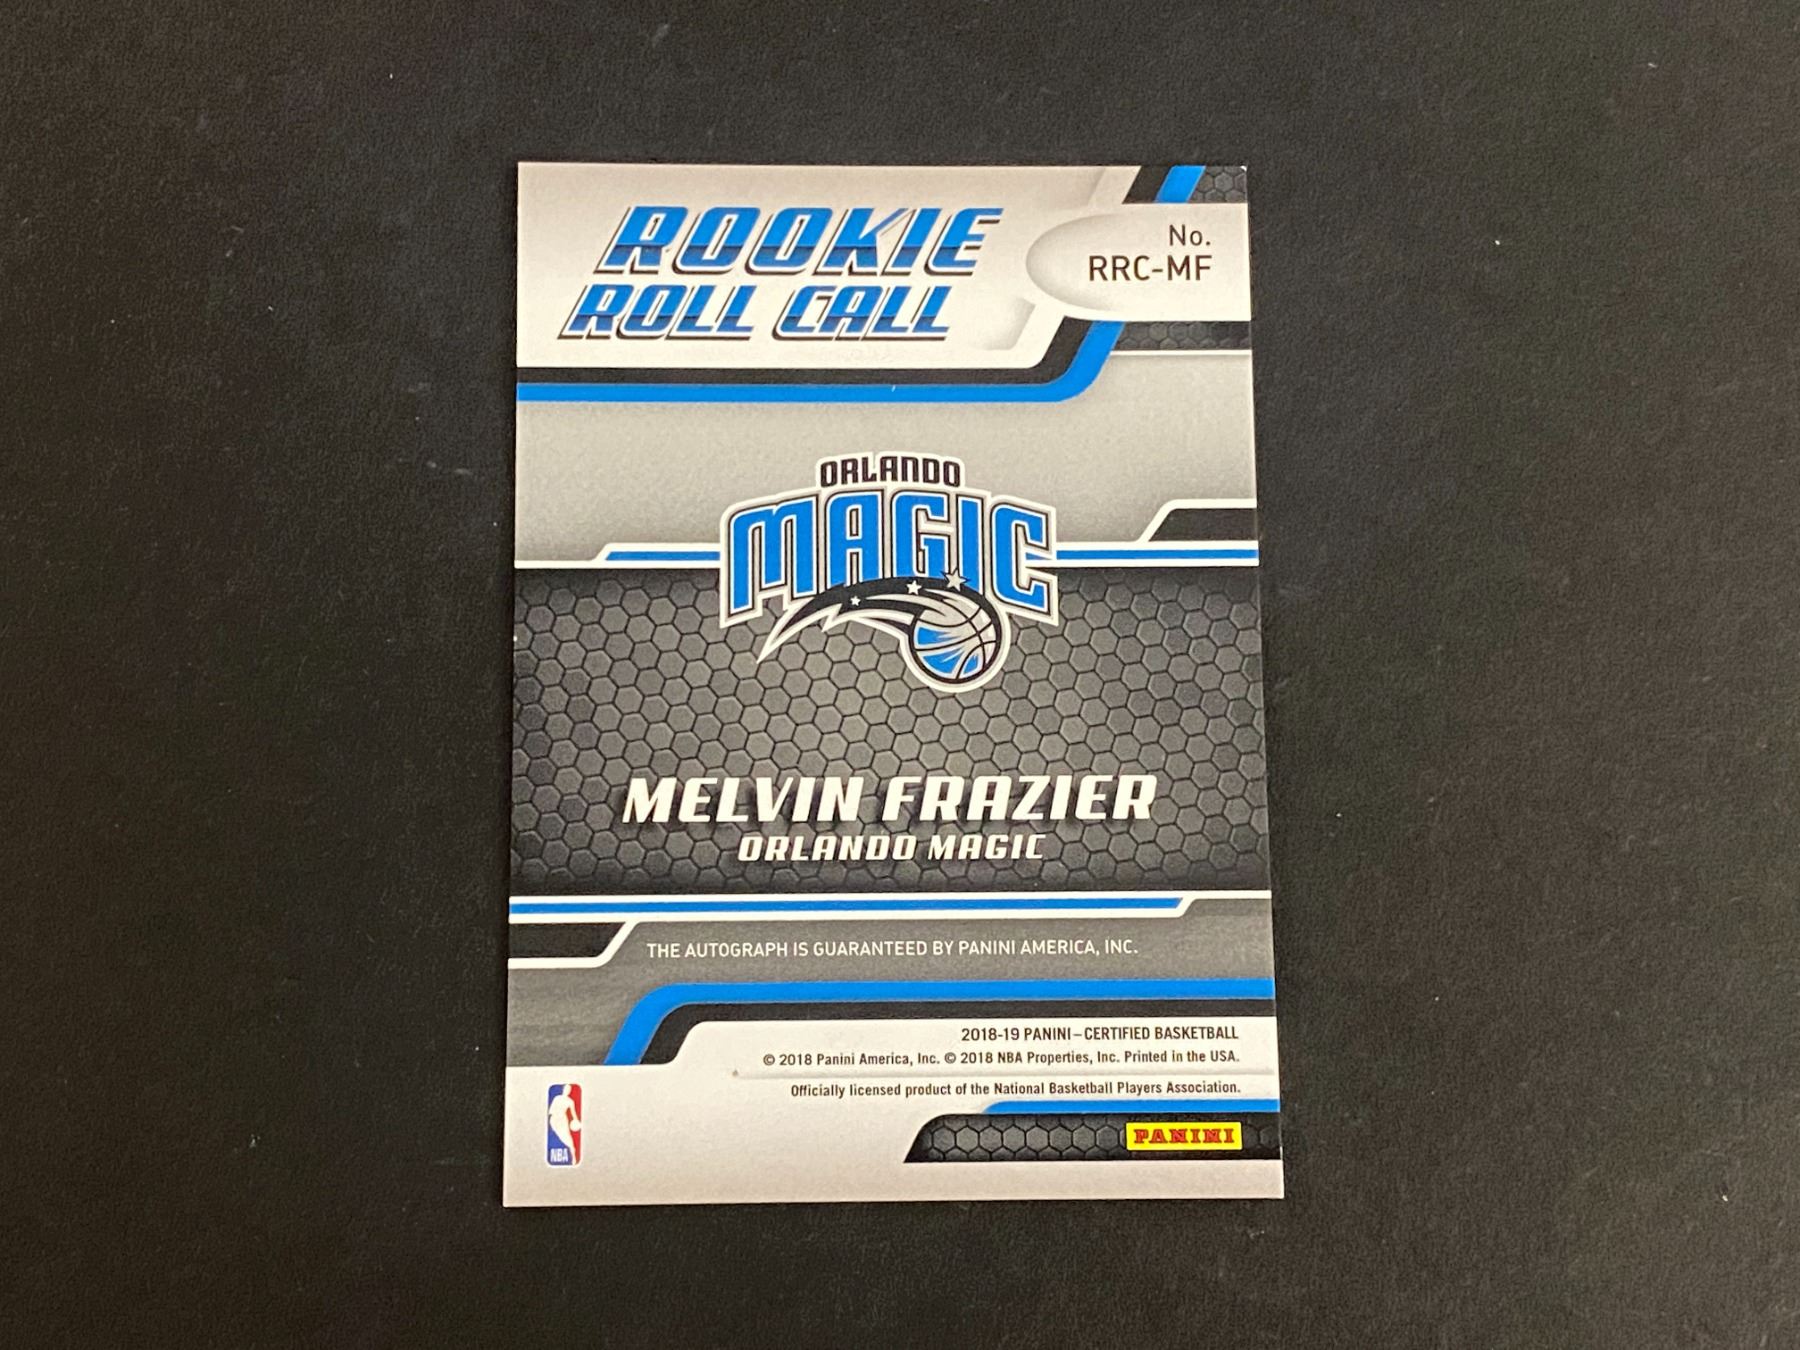 ROOKIE
ROLL CALL
No.
RRC-MF
ORLANDO
MAGIC
MELVIN FRAZIER
ORLANDO MAGIC
THE AUTOGRAPH IS GUARANTEED BY PANINI AMERICA, INC.
2018-19 PANINI – CERTIFIED BASKETBALL
© 2018 Panini America, Inc. © 2018 NBA Properties, Inc. Printed in the USA.
Officially licensed product of the National Basketball Players Association.
NBA
PANINI